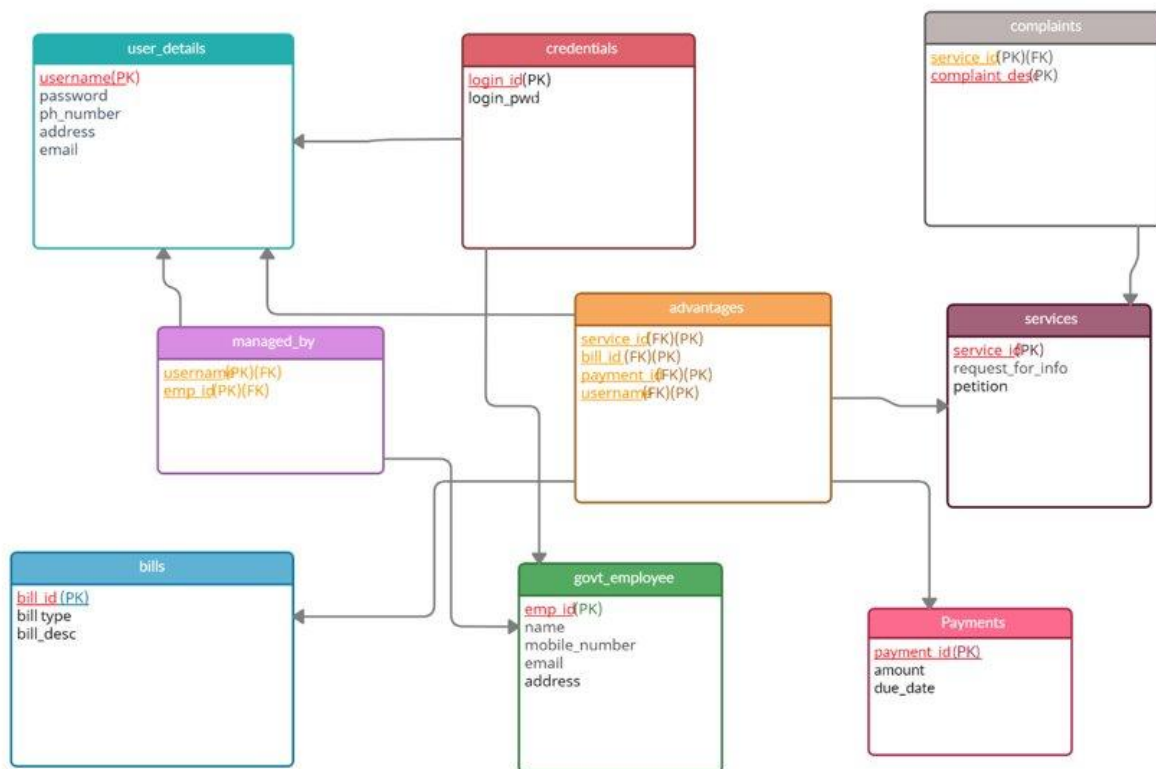 user_details
username(PK)
password
ph_number
address
email
credentials
login_id(PK)
login_pwd
complaints
service_id(PK)(FK)
complaint_desc(PK)
managed_by
username(PK)(FK)
emp_id(PK)(FK)
advantages
service_id(FK)(PK)
bill_id (FK)(PK)
payment_id(FK)(PK)
username(FK)(PK)
services
service_id(PK)
request_for_info
petition
bills
bill_id (PK)
bill type
bill_desc
govt_employee
emp_id(PK)
name
mobile_number
email
address
Payments
payment_id(PK)
amount
due_date